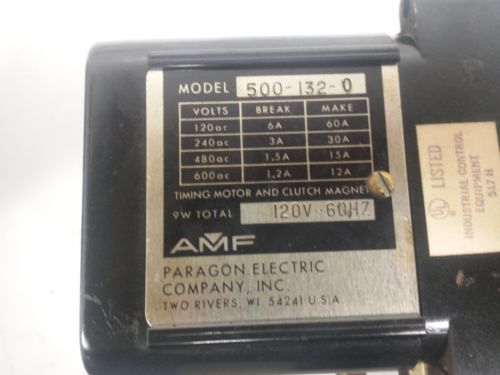 MODEL 500-132-0
VOLTS BREAK MAKE
120ac 6A 60A
240ac 3A 30A
480ac 1.5A 15A
600ac 1.2A 12A
TIMING MOTOR AND CLUTCH MAGNET
9W TOTAL 120V 60HZ
AMF
PARAGON ELECTRIC
COMPANY, INC.
TWO RIVERS, WI. 54241 U.S.A.
UL LISTED
INDUSTRIAL CONTROL
EQUIPMENT
517H